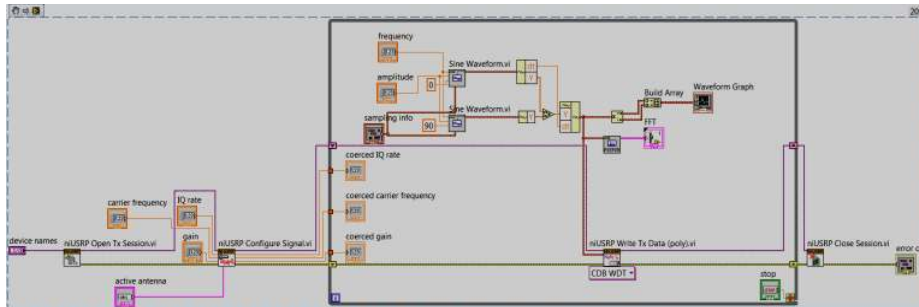 20
frequency
Sine Waveform.vi
amplitude
0
Build Array
Waveform Graph
Sine Waveform.vi
90
sampling info
FFT
coerced IQ rate
carrier frequency
IQ rate
coerced carrier frequency
gain
coerced gain
device names
niUSRP Open Tx Session.vi
niUSRP Configure Signal.vi
niUSRP Write Tx Data (poly).vi
niUSRP Close Session.vi
error o
CDB WDT
active antenna
stop
i